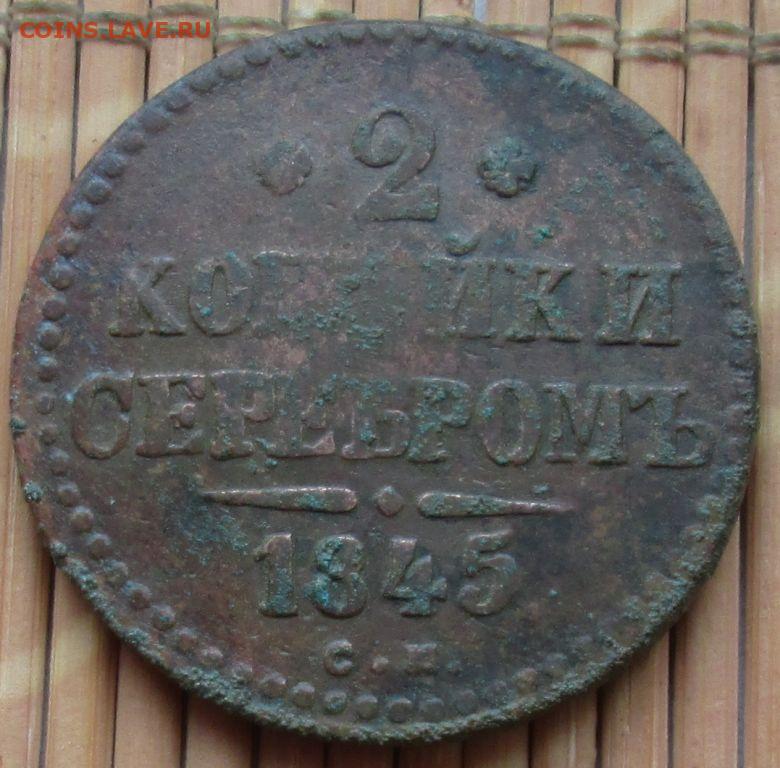 COINS.LAVE.RU
2
КОПѢЙКИ
СЕРЕБРОМЪ
1845
С.М.